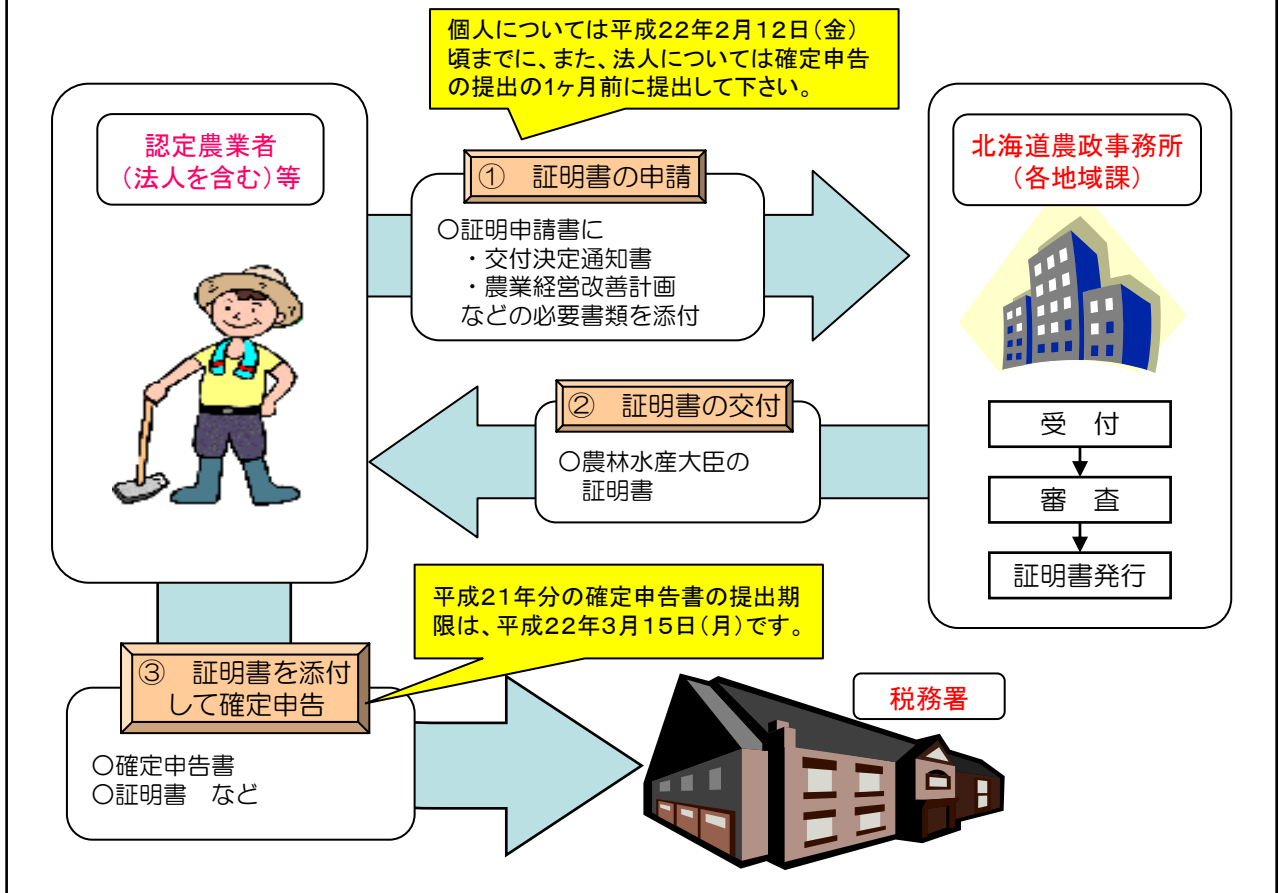 個人については平成22年2月12日(金)
頃までに、また、法人については確定申告
の提出の1ヶ月前に提出して下さい。
認定農業者
(法人を含む)等
① 証明書の申請
○証明申請書に
・交付決定通知書
・農業経営改善計画
などの必要書類を添付
北海道農政事務所
(各地域課)
② 証明書の交付
○農林水産大臣の
証明書
受 付
審 査
証明書発行
平成21年分の確定申告書の提出期
限は、平成22年3月15日(月)です。
③ 証明書を添付
して確定申告
○確定申告書
○証明書 など
税務署